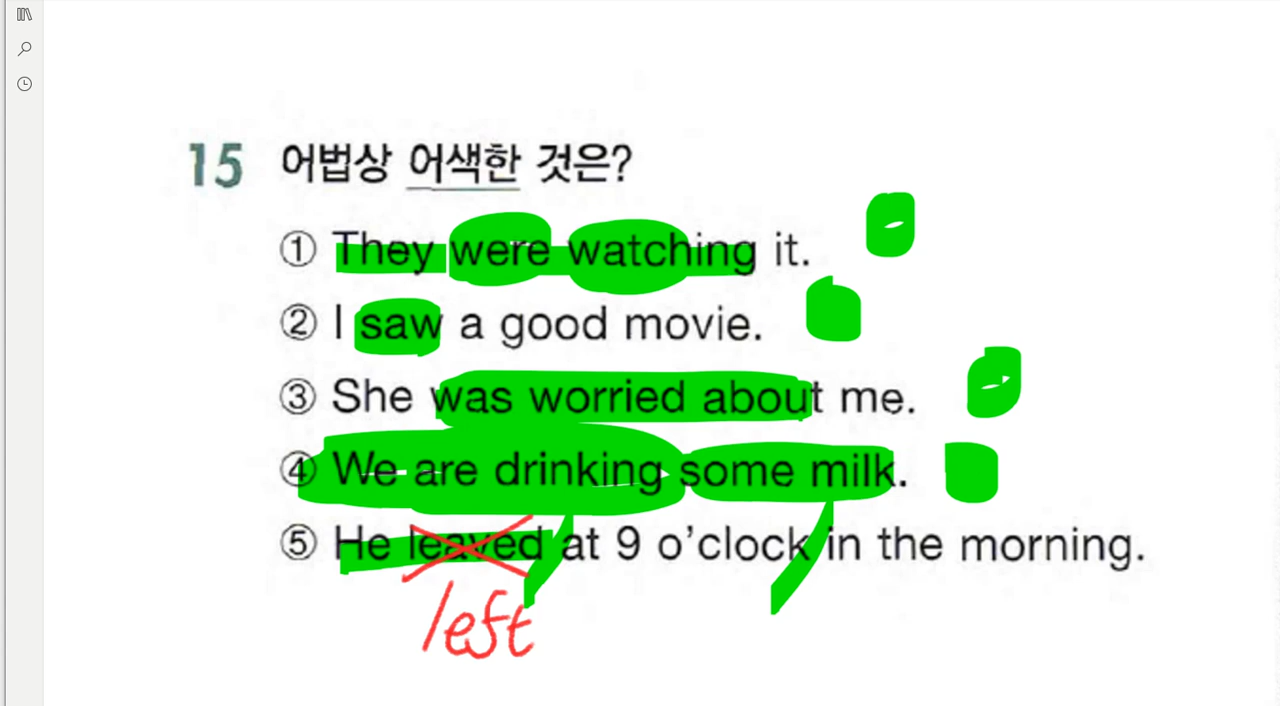 15 어법상 어색한 것은?
① They were watching it.
② I saw a good movie.
③ She was worried about me.
④ We are drinking some milk.
⑤ He leaved at 9 o'clock in the morning.
left